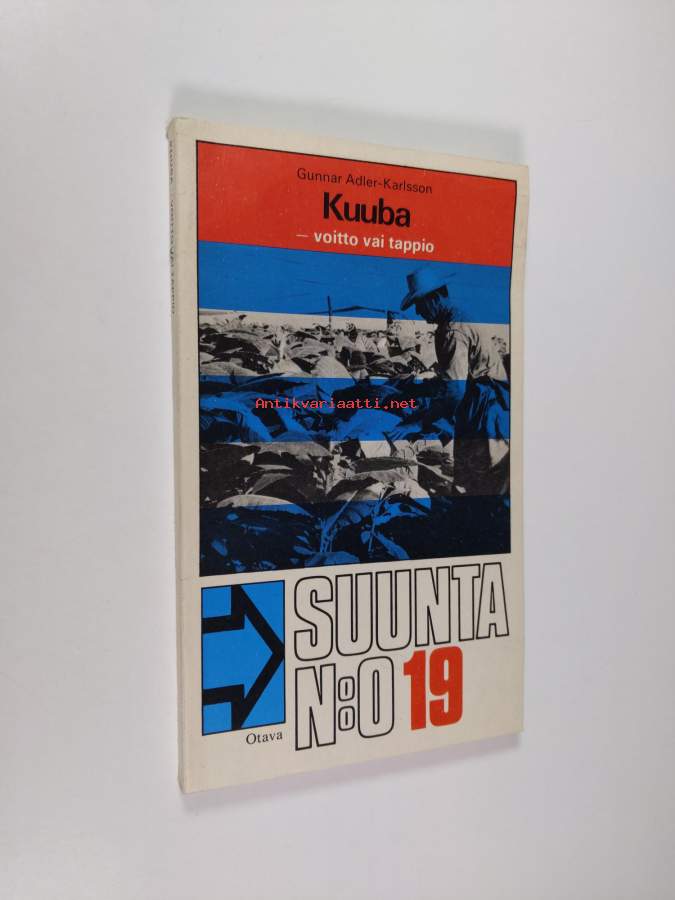 Gunnar Adler-Karlsson
Kuuba
— voitto vai tappio
Antikvariaatti.net
SUUNTA
N:o 19
Otava